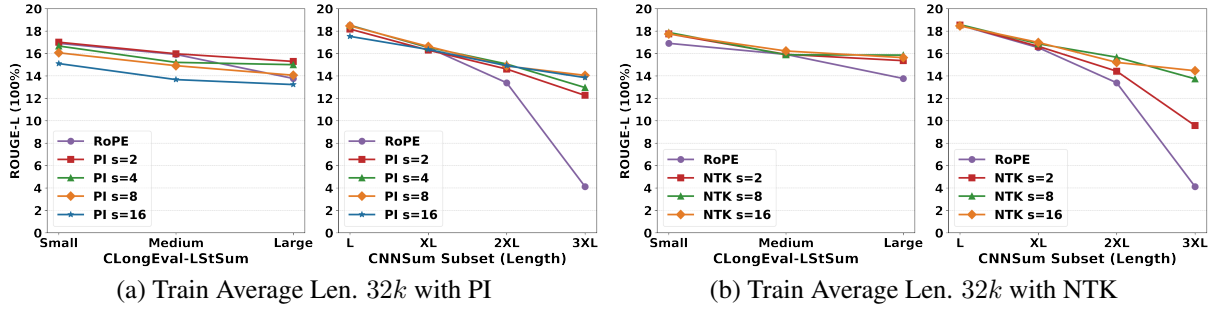 ROUGE-L (100%)
20
18
16
14
12
10
8
6
4
2
0
RoPE
PI s=2
PI s=4
PI s=8
PI s=16
Small Medium Large
CLongEval-LStSum
20
18
16
14
12
10
8
6
4
2
0
RoPE
PI s=2
PI s=4
PI s=8
PI s=16
L XL 2XL 3XL
CNNSum Subset (Length)
(a) Train Average Len. 32k with PI
ROUGE-L (100%)
20
18
16
14
12
10
8
6
4
2
0
RoPE
NTK s=2
NTK s=8
NTK s=16
Small Medium Large
CLongEval-LStSum
20
18
16
14
12
10
8
6
4
2
0
RoPE
NTK s=2
NTK s=8
NTK s=16
L XL 2XL 3XL
CNNSum Subset (Length)
(b) Train Average Len. 32k with NTK